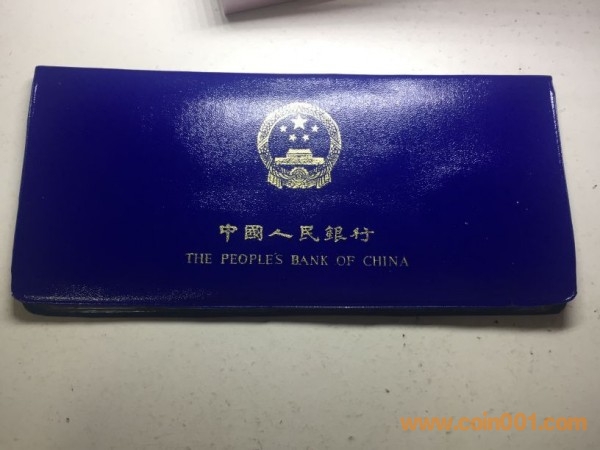 中國人民銀行
THE PEOPLE'S BANK OF CHINA
www.coin001.com